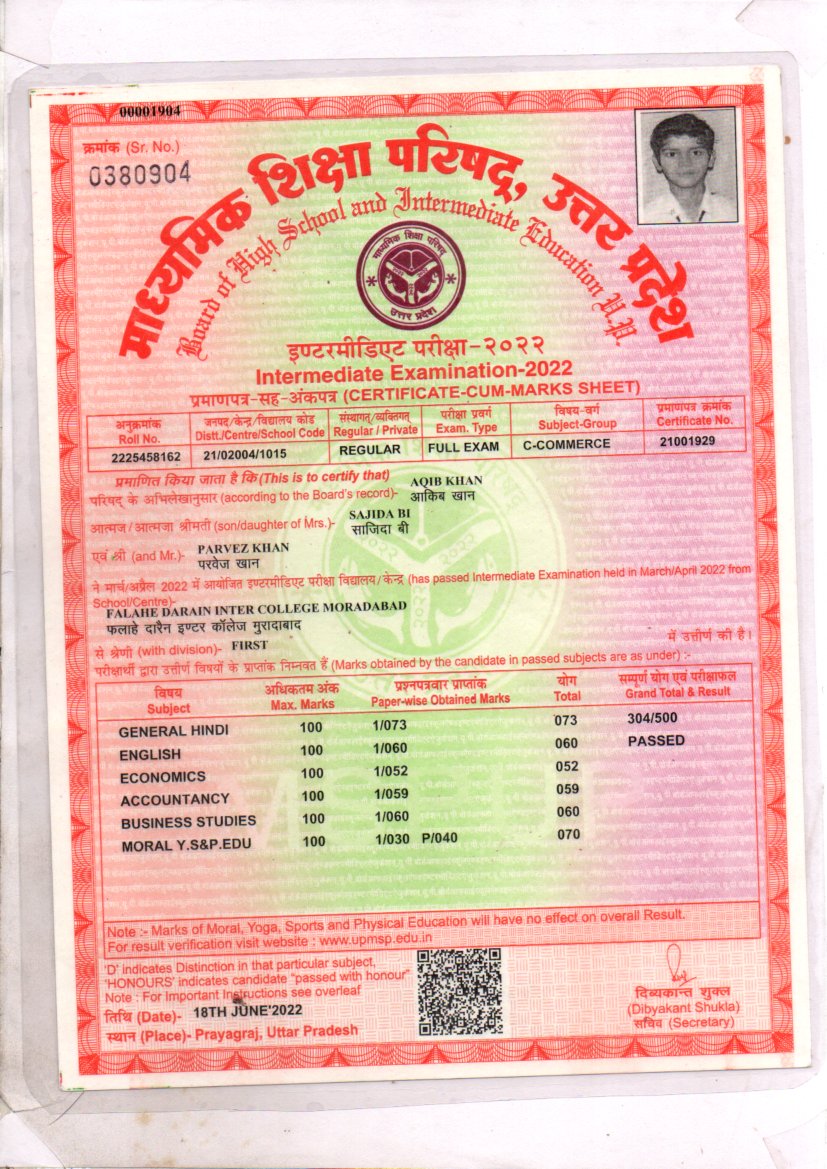 00001904
क्रमांक (Sr. No.)
0380904
माध्यमिक शिक्षा परिषद्, उत्तर प्रदेश
Board of High School and Intermediate Education U.P.
माध्यमिक शिक्षा परिषद
उत्तर प्रदेश
इण्टरमीडिएट परीक्षा-२०२२
Intermediate Examination-2022
प्रमाणपत्र-सह-अंकपत्र (CERTIFICATE-CUM-MARKS SHEET)
अनुक्रमांक जनपद/केन्द्र/विद्यालय कोड संस्थागत/व्यक्तिगत परीक्षा प्रवर्ग विषय-वर्ग प्रमाणपत्र क्रमांक
Roll No. Distt./Centre/School Code Regular / Private Exam. Type Subject-Group Certificate No.
2225458162 21/02004/1015 REGULAR FULL EXAM C-COMMERCE 21001929
प्रमाणित किया जाता है कि (This is to certify that) AQIB KHAN
परिषद के अभिलेखानुसार (according to the Board's record)- आकिब खान
SAJIDA BI
आत्मज/आत्मजा श्रीमती (son/daughter of Mrs.)- साजिदा बी
एवं श्री (and Mr.)- PARVEZ KHAN
परवेज खान
ने मार्च/अप्रैल 2022 में आयोजित इण्टरमीडिएट परीक्षा विद्यालय/केन्द्र (has passed Intermediate Examination held in March/April 2022 from
School/Centre)-
FALAHE DARAIN INTER COLLEGE MORADABAD
फलाहे दारैन इण्टर कॉलेज मुरादाबाद
से श्रेणी (with division)- FIRST में उत्तीर्ण की है।
परीक्षार्थी द्वारा उत्तीर्ण विषयों के प्राप्तांक निम्नवत हैं (Marks obtained by the candidate in passed subjects are as under) :-
विषय अधिकतम अंक प्रश्नपत्रवार प्राप्तांक योग सम्पूर्ण योग एवं परीक्षाफल
Subject Max. Marks Paper-wise Obtained Marks Total Grand Total & Result
GENERAL HINDI 100 1/073 073 304/500
ENGLISH 100 1/060 060 PASSED
ECONOMICS 100 1/052 052
ACCOUNTANCY 100 1/059 059
BUSINESS STUDIES 100 1/060 060
MORAL Y.S&P.EDU 100 1/030 P/040 070
Note :- Marks of Moral, Yoga, Sports and Physical Education will have no effect on overall Result.
For result verification visit website : www.upmsp.edu.in
'D' indicates Distinction in that particular subject,
'HONOURS' indicates candidate "passed with honour"
Note : For Important Instructions see overleaf
तिथि (Date)- 18TH JUNE'2022
स्थान (Place)- Prayagraj, Uttar Pradesh
दिव्यकान्त शुक्ल
(Dibyakant Shukla)
सचिव (Secretary)